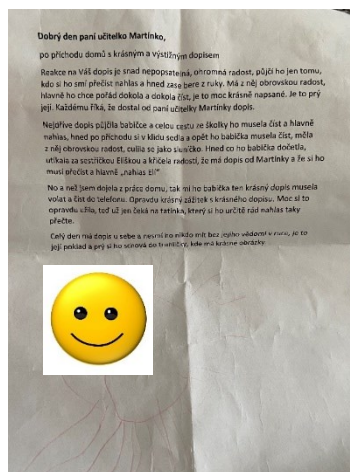 Dobrý den paní učitelko Martinko,
po příchodu domů s krásným a výstižným dopisem
Reakce na Váš dopis je snad nepopsatelná, ohromná radost, půjčí ho jen tomu,
kdo si ho smí přečíst nahlas a hned zase bere z ruky. Má z něj obrovskou radost,
hlavně ho chce pořád dokola a dokola číst, je to moc krásně napsané. Je to prý
její. Každému říká, že dostal od paní učitelky Martinky dopis.
Nejdříve dopis půjčila babičce a celou cestu ze školky ho musela číst a hlavně
nahlas, hned po příchodu si v klidu sedla a opět ho babička musela číst, měla
z něj obrovskou radost, culila se jako sluníčko. Hned co ho babička dočetla,
utíkala za sestřičkou Eliškou a křičela radostí, že má dopis od Martinky a že si ho
musí přečíst a hlavně „nahlas
No a než jsem dojela z práce domu, tak mi ho babička ten krásný dopis musela
volat a číst do telefonu. Opravdu krásný zážitek s krásného dopisu. Moc si to
opravdu užila, teď už jen čeká na tatínka, který si ho určitě rád nahlas taky
přečte.
Celý den má dopis u sebe a nesmí ho nikdo mít bez jejího vědomí v ruce, je to
její poklad a prý si ho schová do truhličky, kde má krásné obrázky